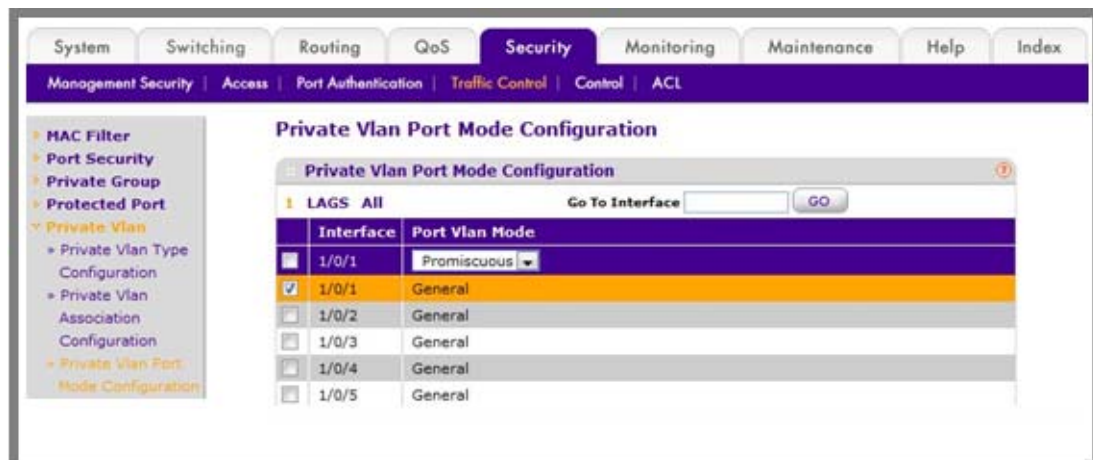 System Switching Routing QoS Security Monitoring Maintenance Help Index
Management Security | Access | Port Authentication | Traffic Control | Control | ACL
MAC Filter
Port Security
Private Group
Protected Port
Private Vlan
» Private Vlan Type
Configuration
» Private Vlan
Association
Configuration
» Private Vlan Port
Mode Configuration
Private Vlan Port Mode Configuration
Private Vlan Port Mode Configuration
1 LAGS All Go To Interface GO
Interface Port Vlan Mode
1/0/1 Promiscuous
1/0/1 General
1/0/2 General
1/0/3 General
1/0/4 General
1/0/5 General